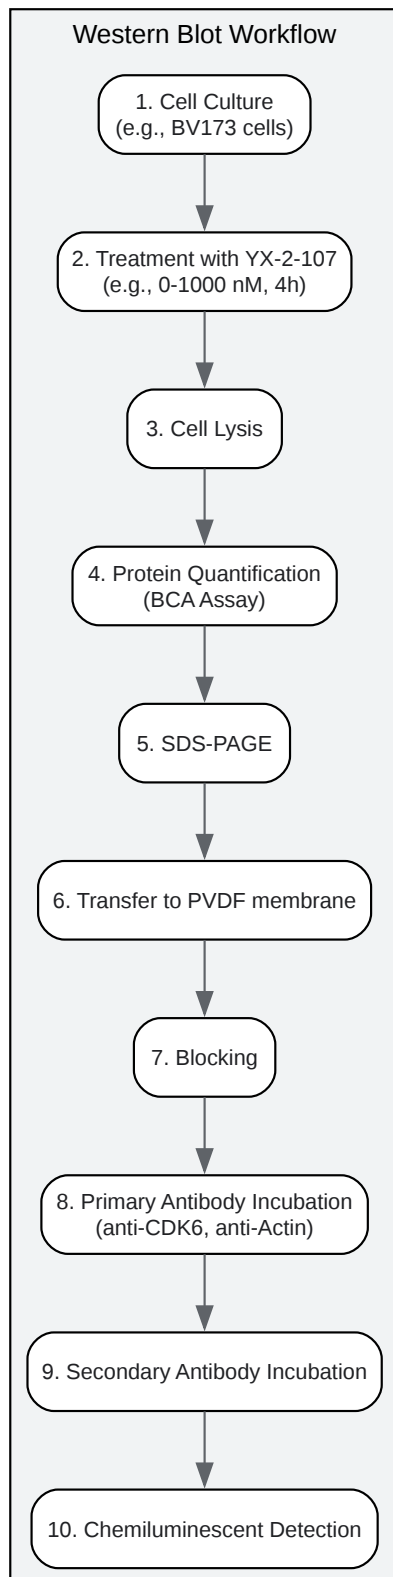 Western Blot Workflow
1. Cell Culture
(e.g., BV173 cells)
2. Treatment with YX-2-107
(e.g., 0-1000 nM, 4h)
3. Cell Lysis
4. Protein Quantification
(BCA Assay)
5. SDS-PAGE
6. Transfer to PVDF membrane
7. Blocking
8. Primary Antibody Incubation
(anti-CDK6, anti-Actin)
9. Secondary Antibody Incubation
10. Chemiluminescent Detection